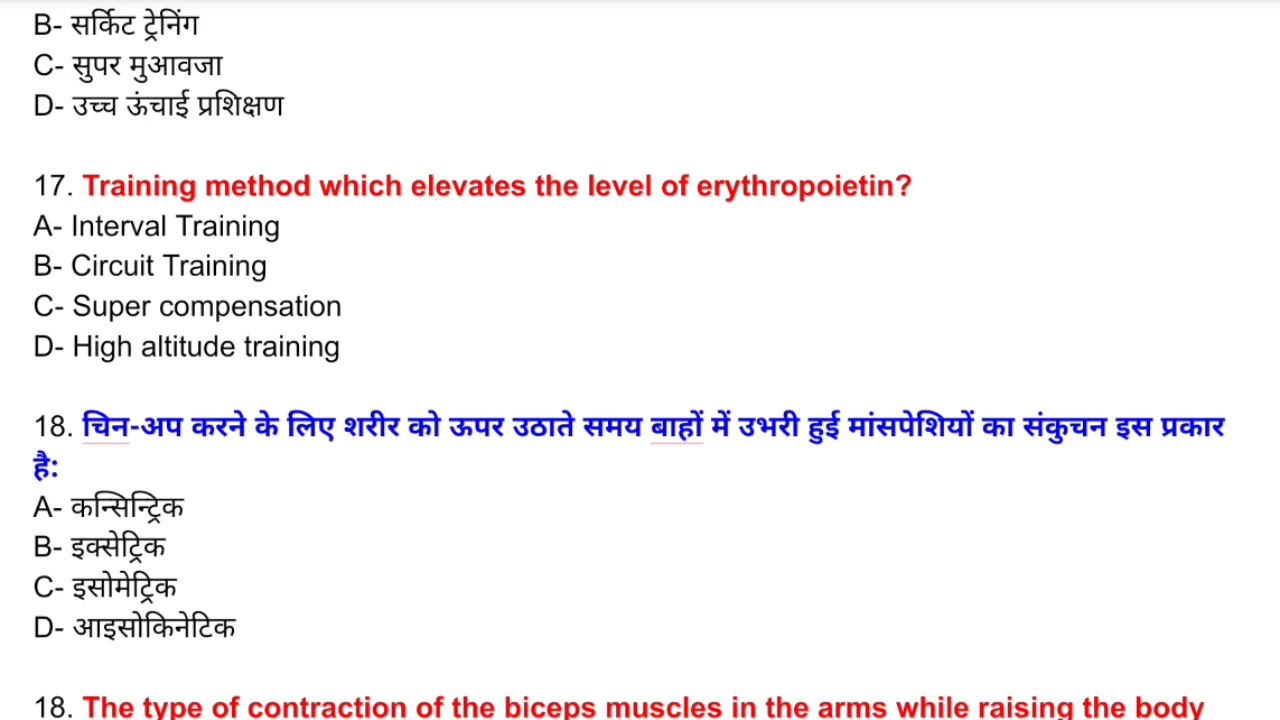 B- सर्किट ट्रेनिंग
C- सुपर मुआवजा
D- उच्च ऊंचाई प्रशिक्षण
17. Training method which elevates the level of erythropoietin?
A- Interval Training
B- Circuit Training
C- Super compensation
D- High altitude training
18. चिन-अप करने के लिए शरीर को ऊपर उठाते समय बाहों में उभरी हुई मांसपेशियों का संकुचन इस प्रकार
है:
A- कन्सिन्ट्रिक
B- इक्सेट्रिक
C- इसोमेट्रिक
D- आइसोकिनेटिक
18. The type of contraction of the biceps muscles in the arms while raising the body